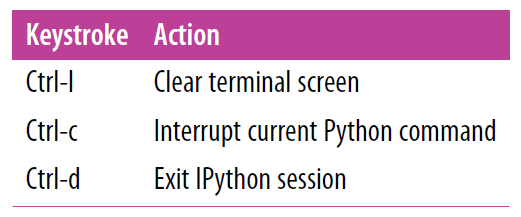 Keystroke Action
Ctrl-l Clear terminal screen
Ctrl-c Interrupt current Python command
Ctrl-d Exit IPython session